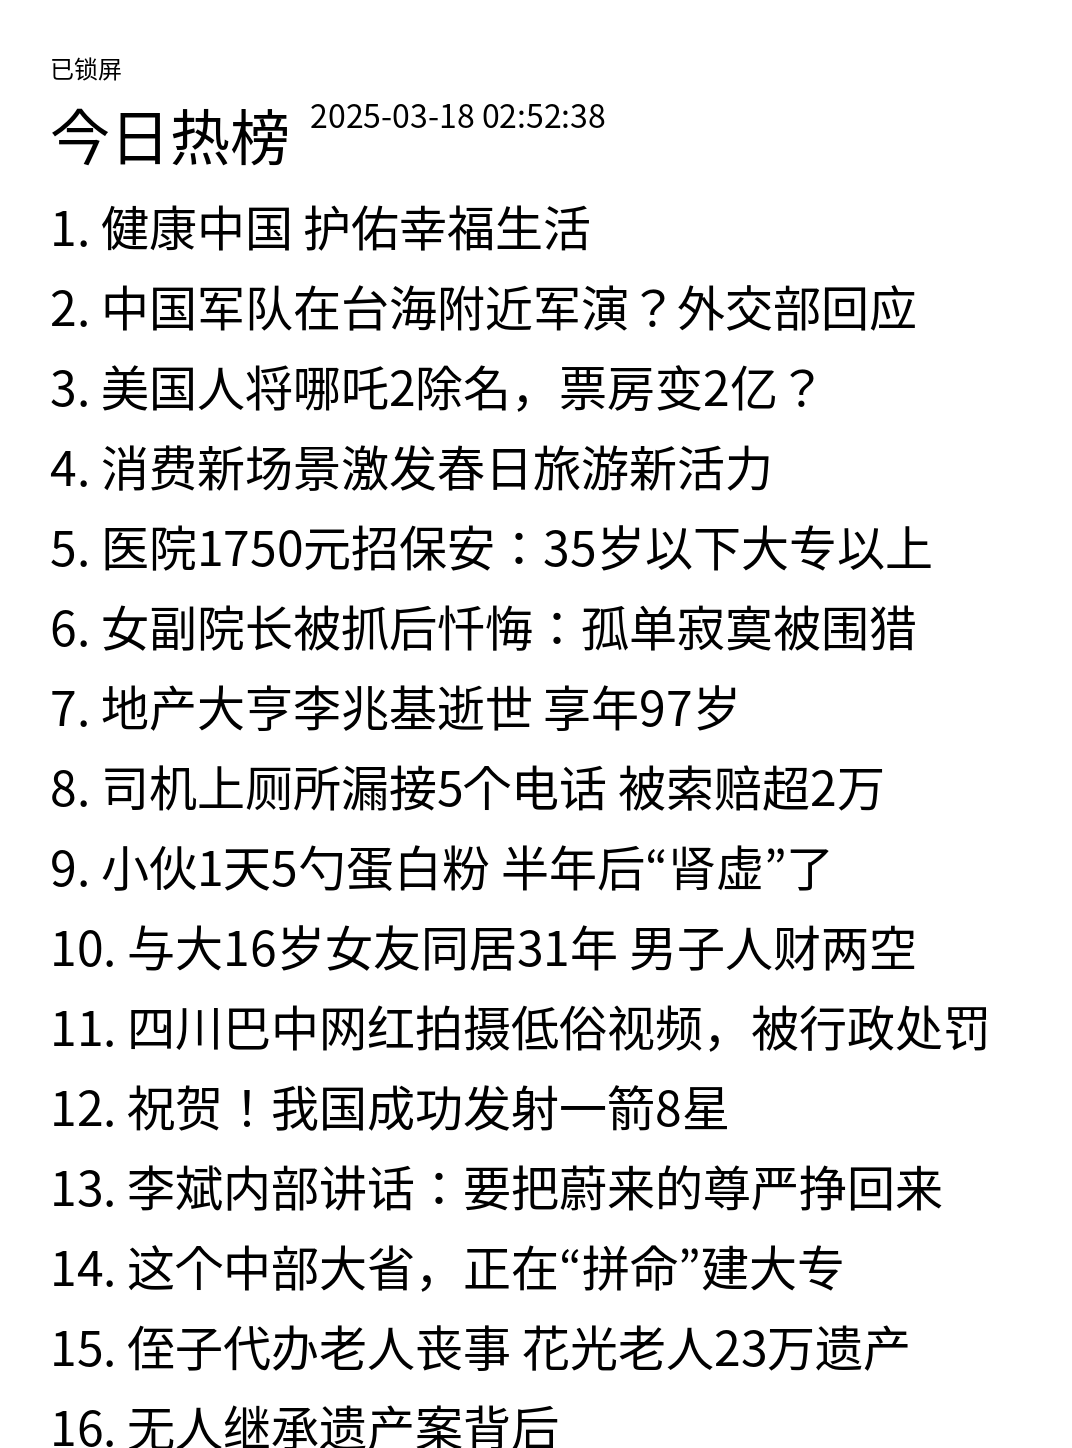 已锁屏
今日热榜 2025-03-18 02:52:38
1. 健康中国 护佑幸福生活
2. 中国军队在台海附近军演？外交部回应
3. 美国人将哪吒2除名，票房变2亿？
4. 消费新场景激发春日旅游新活力
5. 医院1750元招保安：35岁以下大专以上
6. 女副院长被抓后忏悔：孤单寂寞被围猎
7. 地产大亨李兆基逝世 享年97岁
8. 司机上厕所漏接5个电话 被索赔超2万
9. 小伙1天5勺蛋白粉 半年后“肾虚”了
10. 与大16岁女友同居31年 男子人财两空
11. 四川巴中网红拍摄低俗视频，被行政处罚
12. 祝贺！我国成功发射一箭8星
13. 李斌内部讲话：要把蔚来的尊严挣回来
14. 这个中部大省，正在“拼命”建大专
15. 侄子代办老人丧事 花光老人23万遗产
16. 无人继承遗产案背后